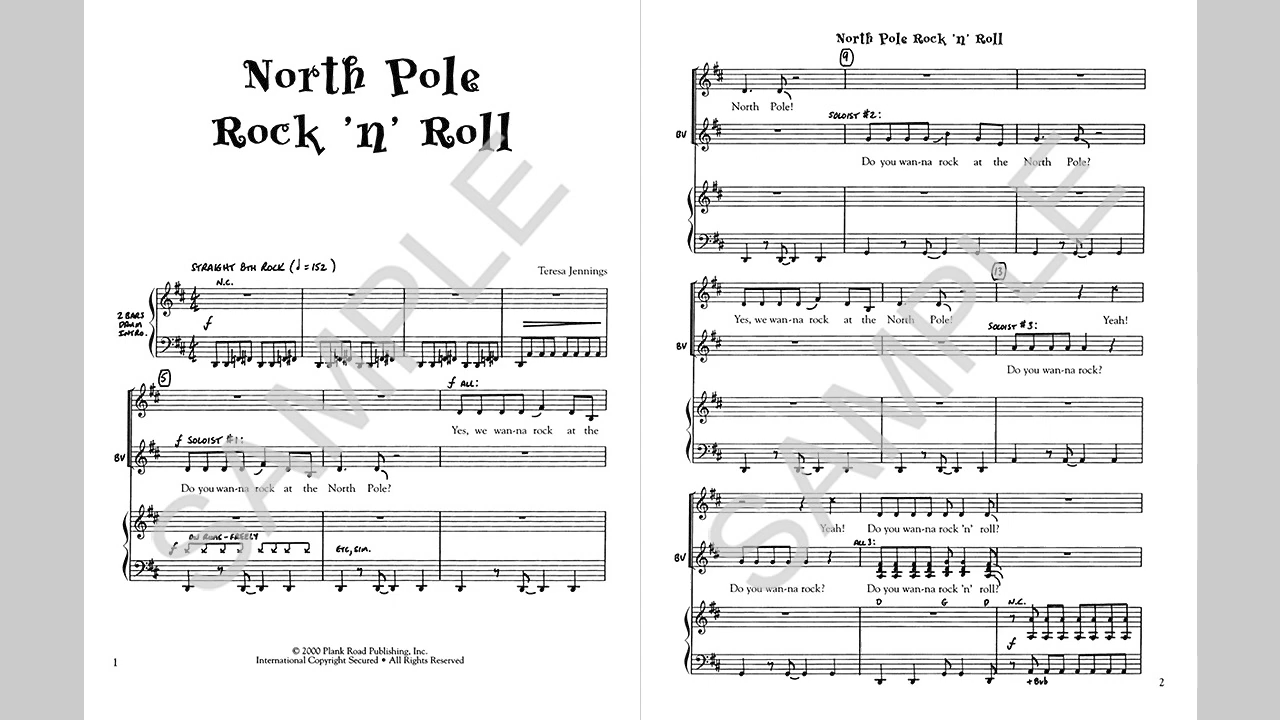 North Pole
Rock 'n' Roll
STRAIGHT 8TH ROCK (♩=152)
Teresa Jennings
N.C.
2 BARS
DRUM
INTRO.
f
5
f ALL:
Yes, we wan-na rock at the
f SOLOIST #1:
BV
Do you wan-na rock at the North Pole?
f
ETC, SIM.
© 2000 Plank Road Publishing, Inc.
International Copyright Secured • All Rights Reserved
1
SAMPLE
North Pole Rock 'n' Roll
9
North Pole!
SOLOIST #2:
BV
Do you wan-na rock at the North Pole?
13
Yes, we wan-na rock at the North Pole! Yeah!
SOLOIST #3:
BV
Do you wan-na rock?
Yeah! Do you wan-na rock 'n' roll?
ALL 3:
BV
Do you wan-na rock? Do you wan-na rock 'n' roll?
D G D N.C.
f
+8vb
2
SAMPLE